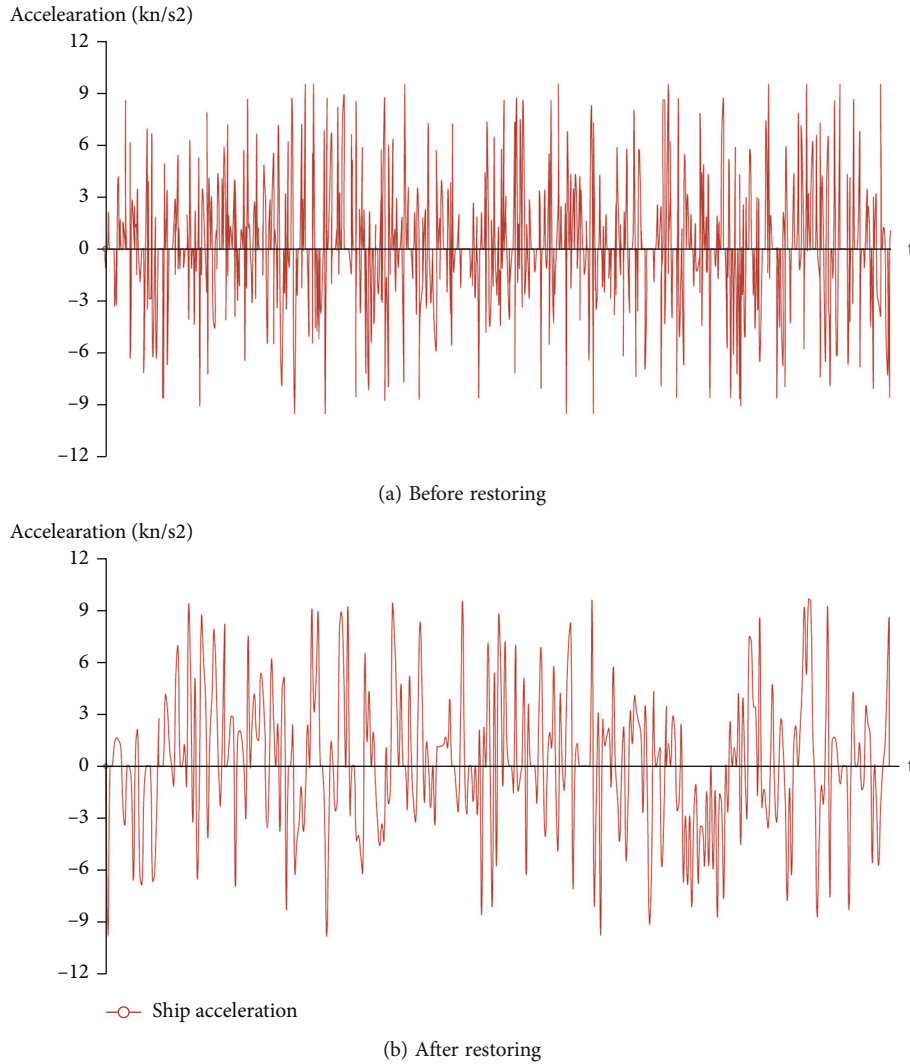 Accelearation (kn/s2)
12
9
6
3
0
t
−3
−6
−9
−12
(a) Before restoring
Accelearation (kn/s2)
12
9
6
3
0
t
−3
−6
−9
−12
Ship acceleration
(b) After restoring